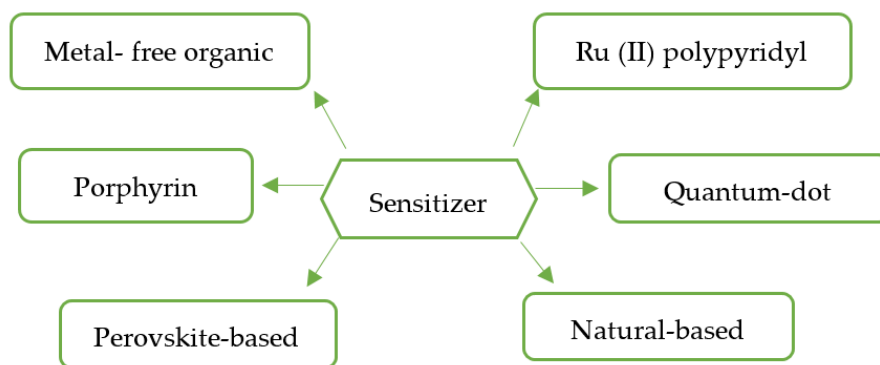 Metal- free organic
Ru (II) polypyridyl
Porphyrin
Sensitizer
Quantum-dot
Perovskite-based
Natural-based